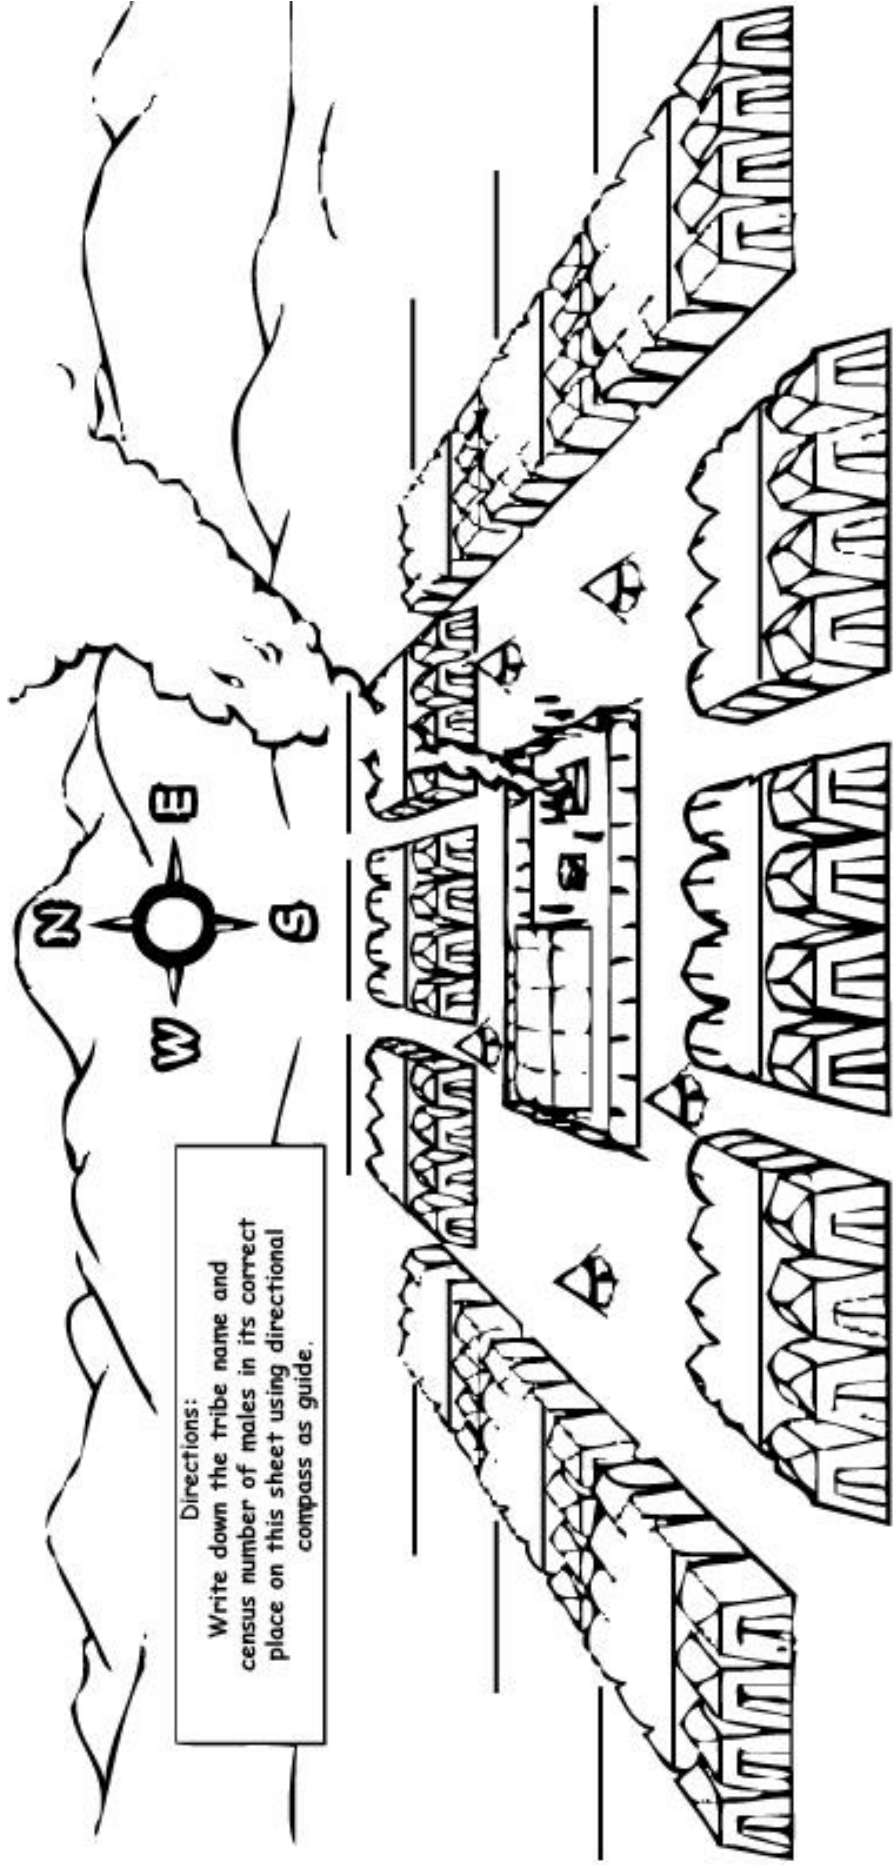 Directions:
Write down the tribe name and
census number of males in its correct
place on this sheet using directional
compass as guide.
N
W
E
S